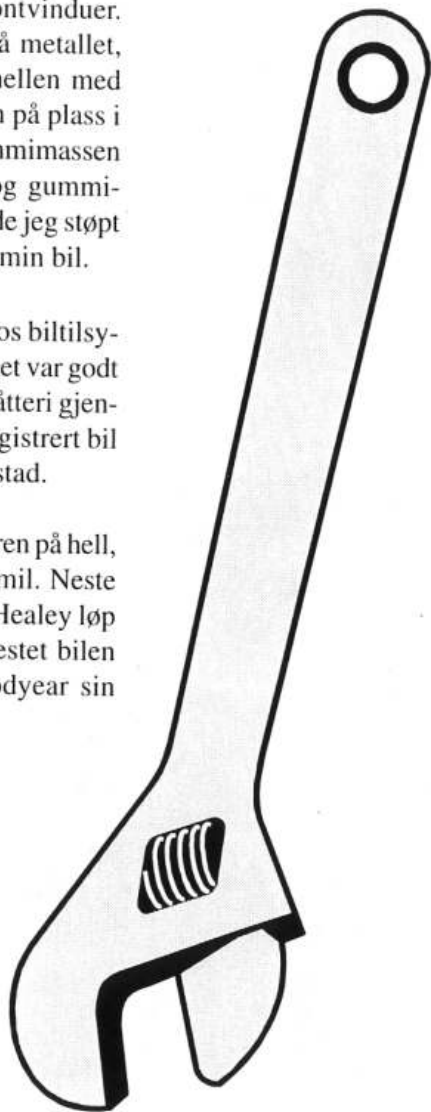 ontvinduer.
å metallet,
nellen med
n på plass i
mmimassen
og gummi-
de jeg støpt
min bil.
os biltilsy-
et var godt
åtteri gjen-
gistrert bil
stad.
ren på hell,
mil. Neste
Healey løp
estet bilen
odyear sin